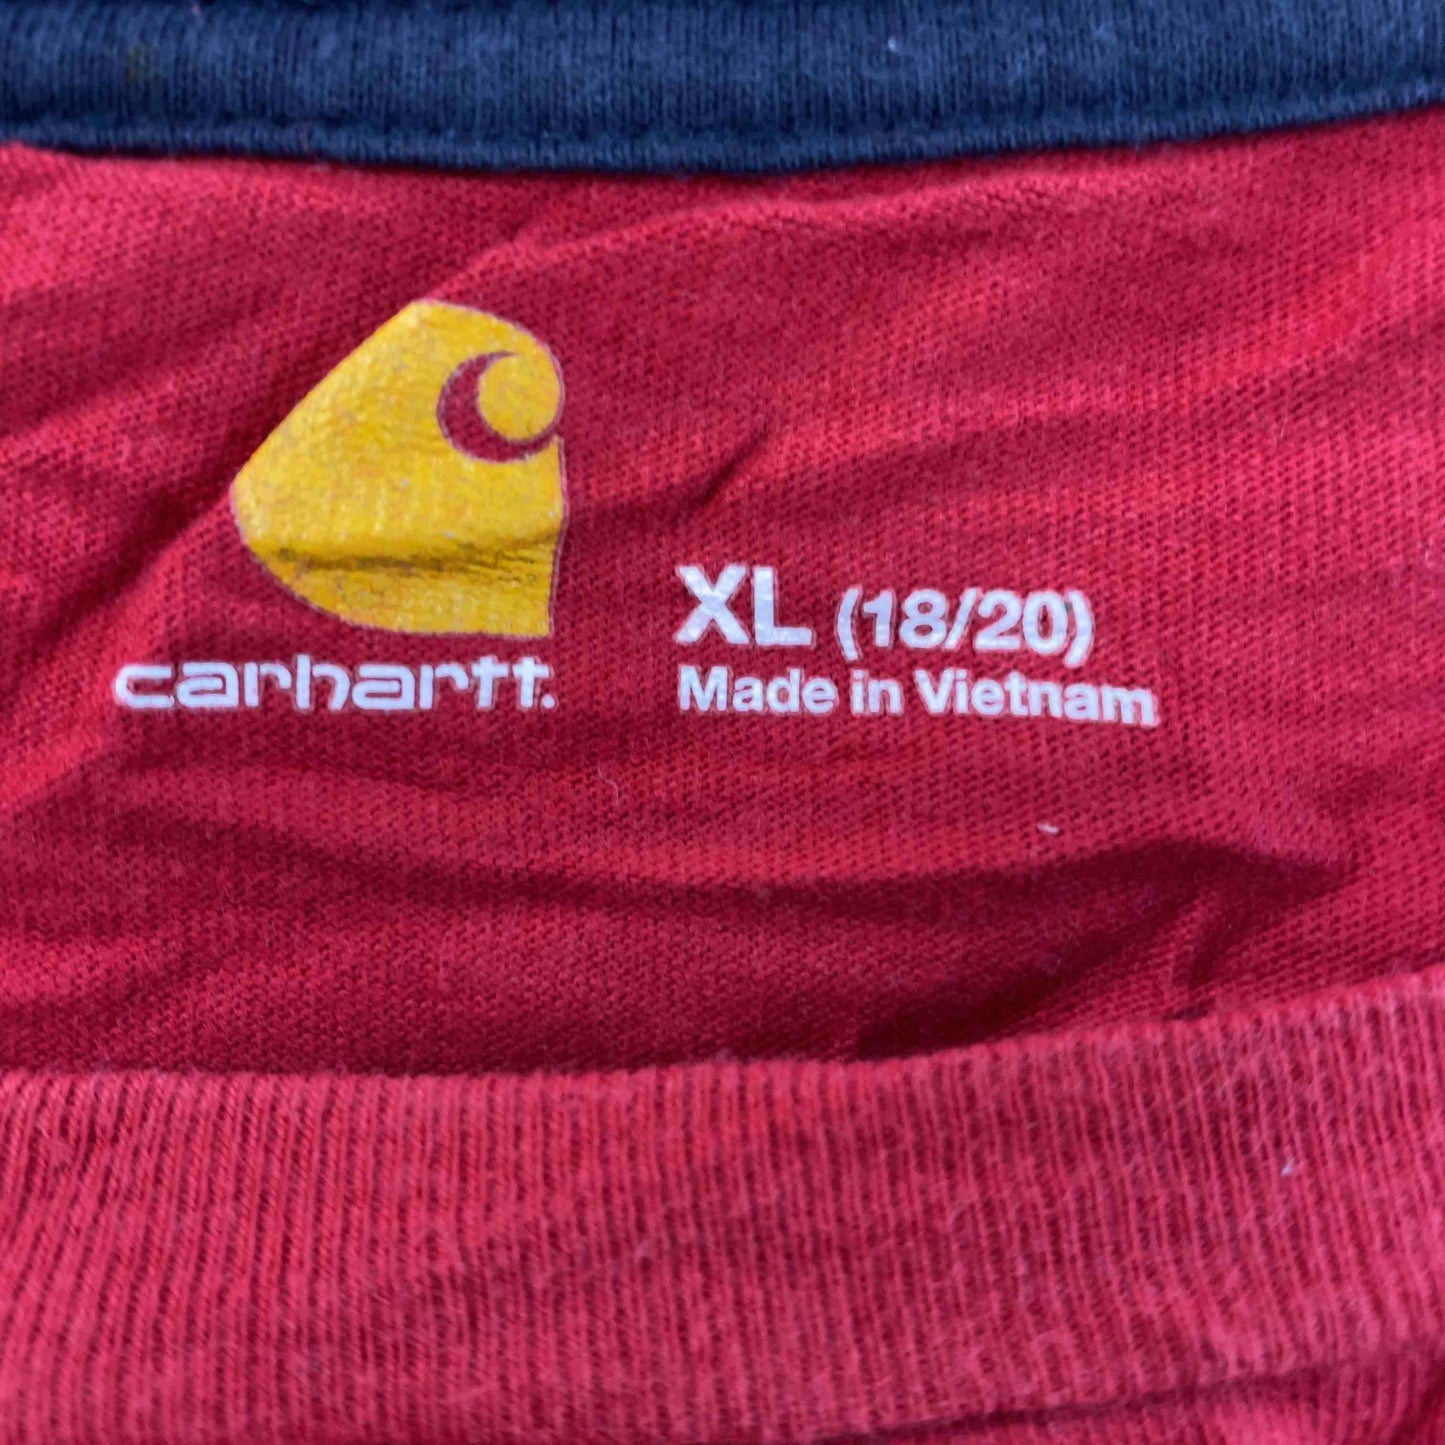 carhartt.
XL (18/20)
Made in Vietnam